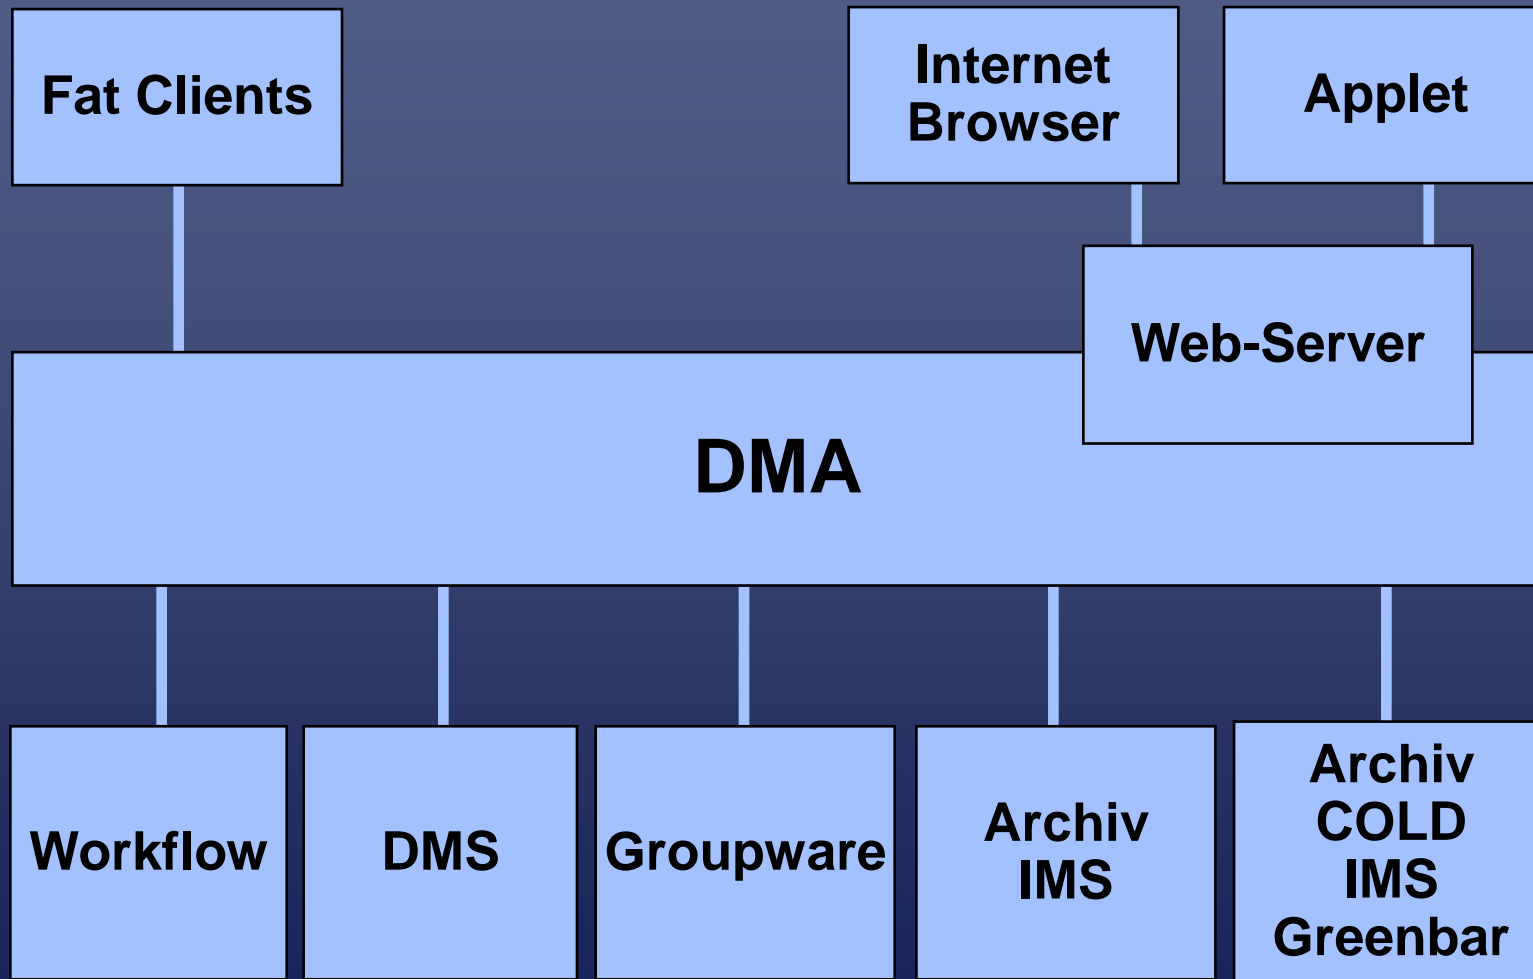 Fat Clients
Internet
Browser
Applet
Web-Server
DMA
Workflow
DMS
Groupware
Archiv
IMS
Archiv
COLD
IMS
Greenbar